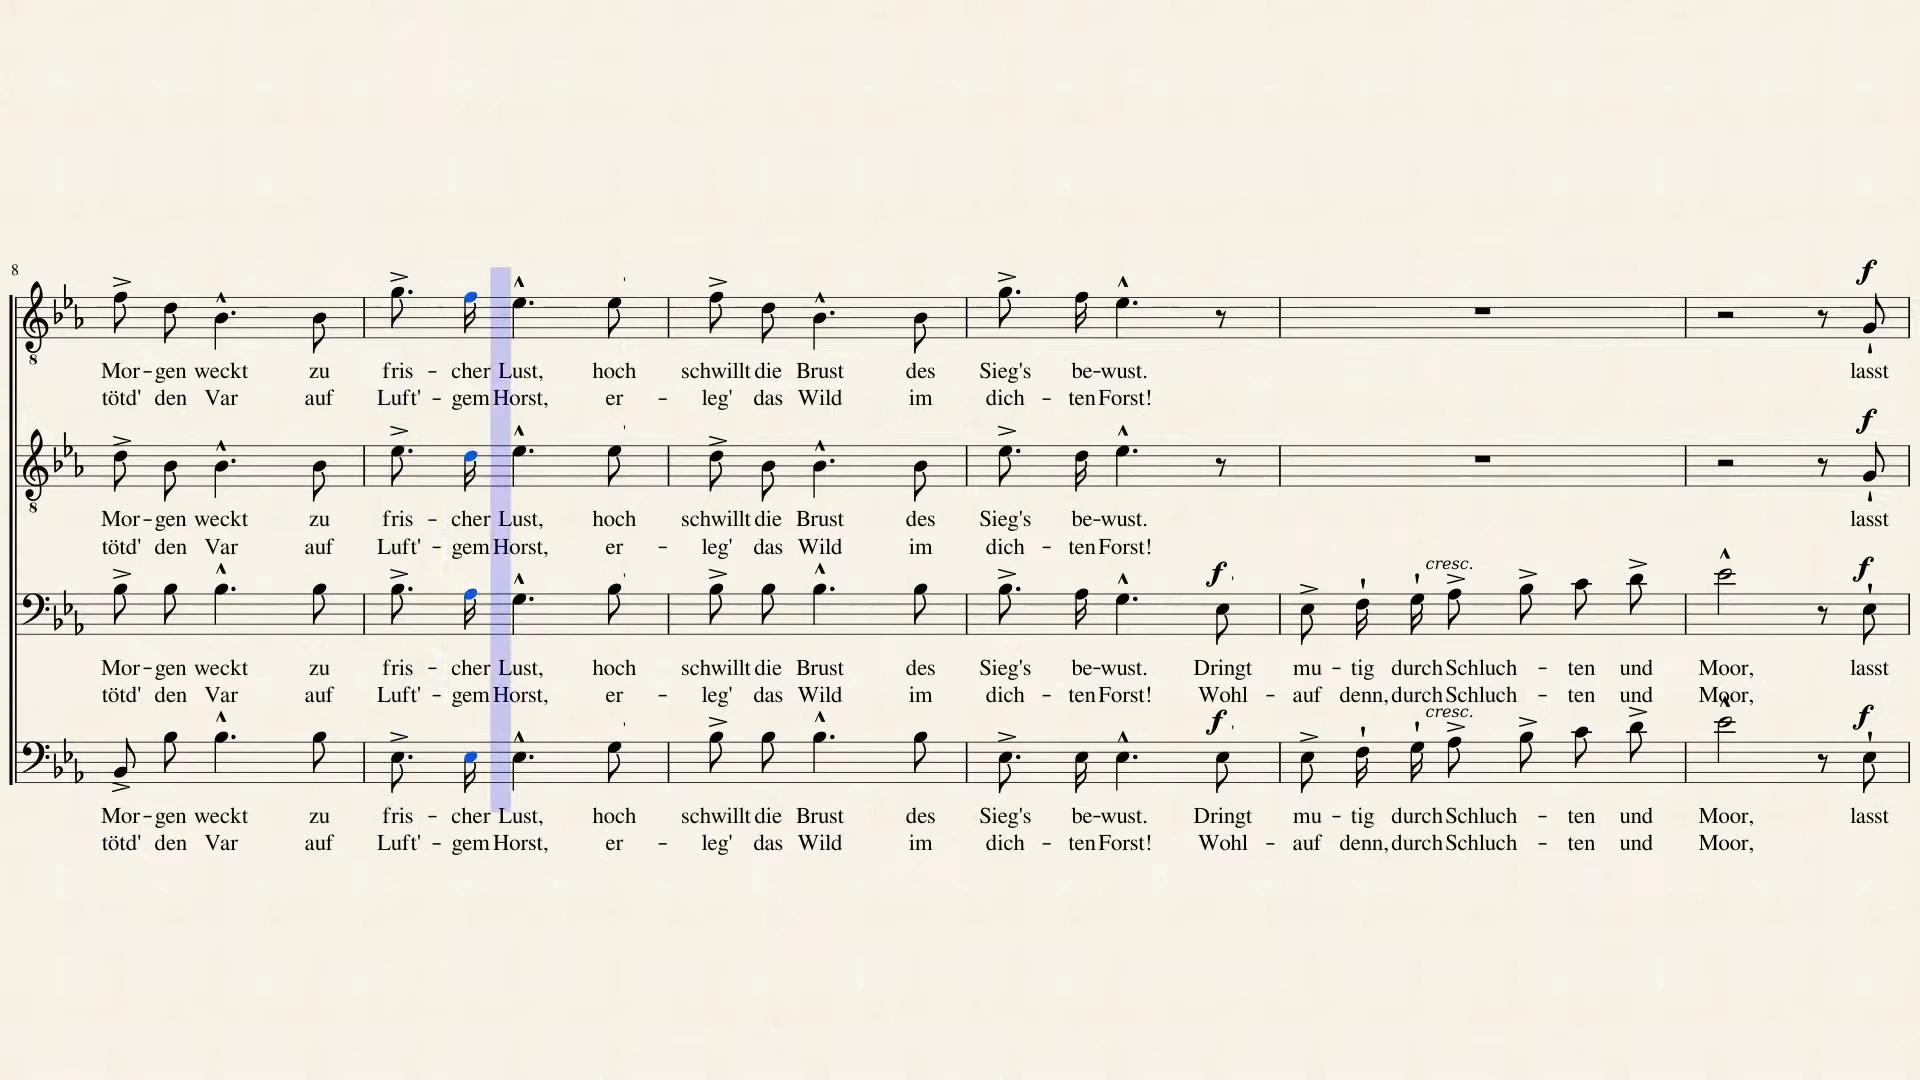 8
f
Mor-gen weckt zu fris - cher Lust, hoch schwillt die Brust des Sieg's be-wust. lasst
tötd' den Var auf Luft' - gem Horst, er - leg' das Wild im dich - ten Forst!
8
f
Mor-gen weckt zu fris - cher Lust, hoch schwillt die Brust des Sieg's be-wust. lasst
tötd' den Var auf Luft' - gem Horst, er - leg' das Wild im dich - ten Forst!
8
f cresc. f
Mor-gen weckt zu fris - cher Lust, hoch schwillt die Brust des Sieg's be-wust. Dringt mu - tig durch Schluch - ten und Moor, lasst
tötd' den Var auf Luft' - gem Horst, er - leg' das Wild im dich - ten Forst! Wohl - auf denn, durch Schluch - ten und Moor,
f cresc. f
Mor-gen weckt zu fris - cher Lust, hoch schwillt die Brust des Sieg's be-wust. Dringt mu - tig durch Schluch - ten und Moor, lasst
tötd' den Var auf Luft' - gem Horst, er - leg' das Wild im dich - ten Forst! Wohl - auf denn, durch Schluch - ten und Moor,